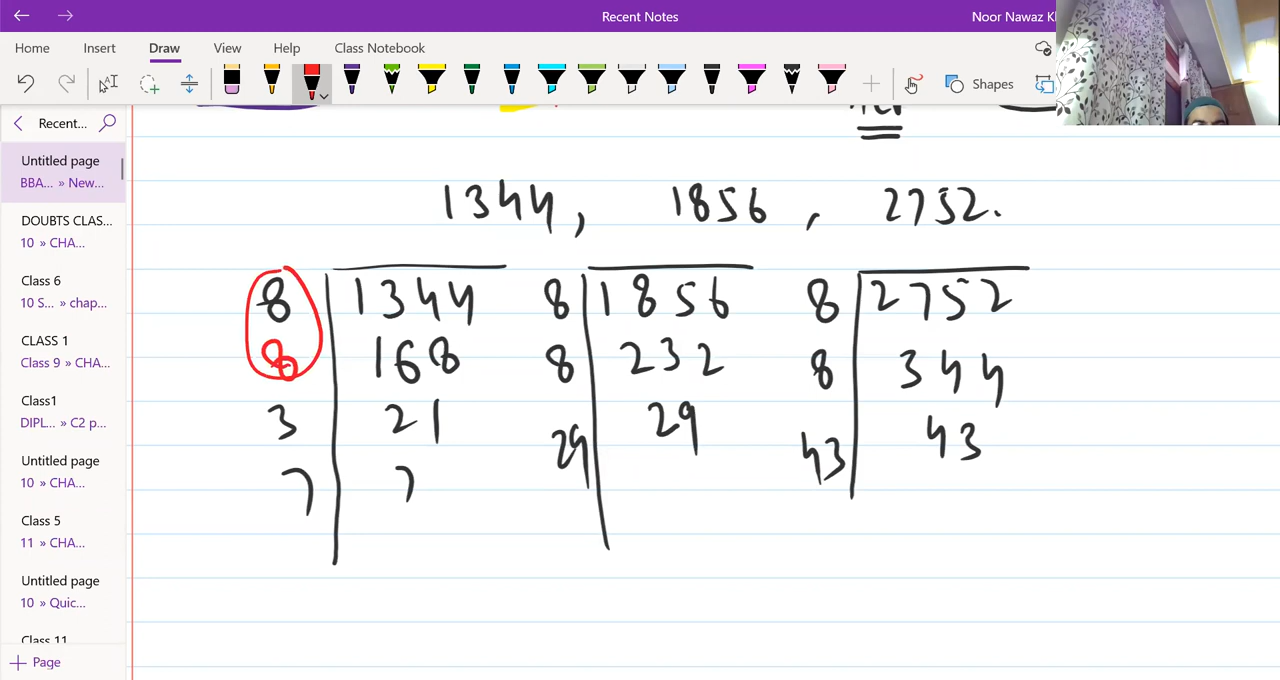 Recent Notes
Noor Nawaz Kh
Home Insert Draw View Help Class Notebook
Shapes
Recent...
Untitled page
BBA... » New...
DOUBTS CLAS...
10 » CHA...
Class 6
10 S... » chap...
CLASS 1
Class 9 » CHA...
Class1
DIPL... » C2 p...
Untitled page
10 » CHA...
Class 5
11 » CHA...
Untitled page
10 » Quic...
Class 11
Page
1344, 1856, 2752.
8 1344 8 1856 8 2752
8 168 8 232 8 344
3 21 29 29 43 43
7 7